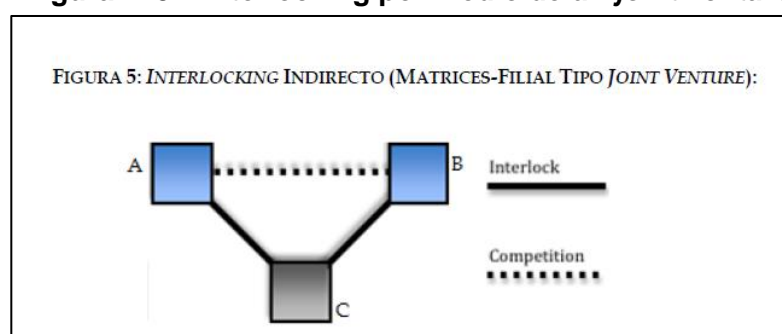 FIGURA 5: INTERLOCKING INDIRECTO (MATRICES-FILIAL TIPO JOINT VENTURE):
A
B
Interlock
Competition
C